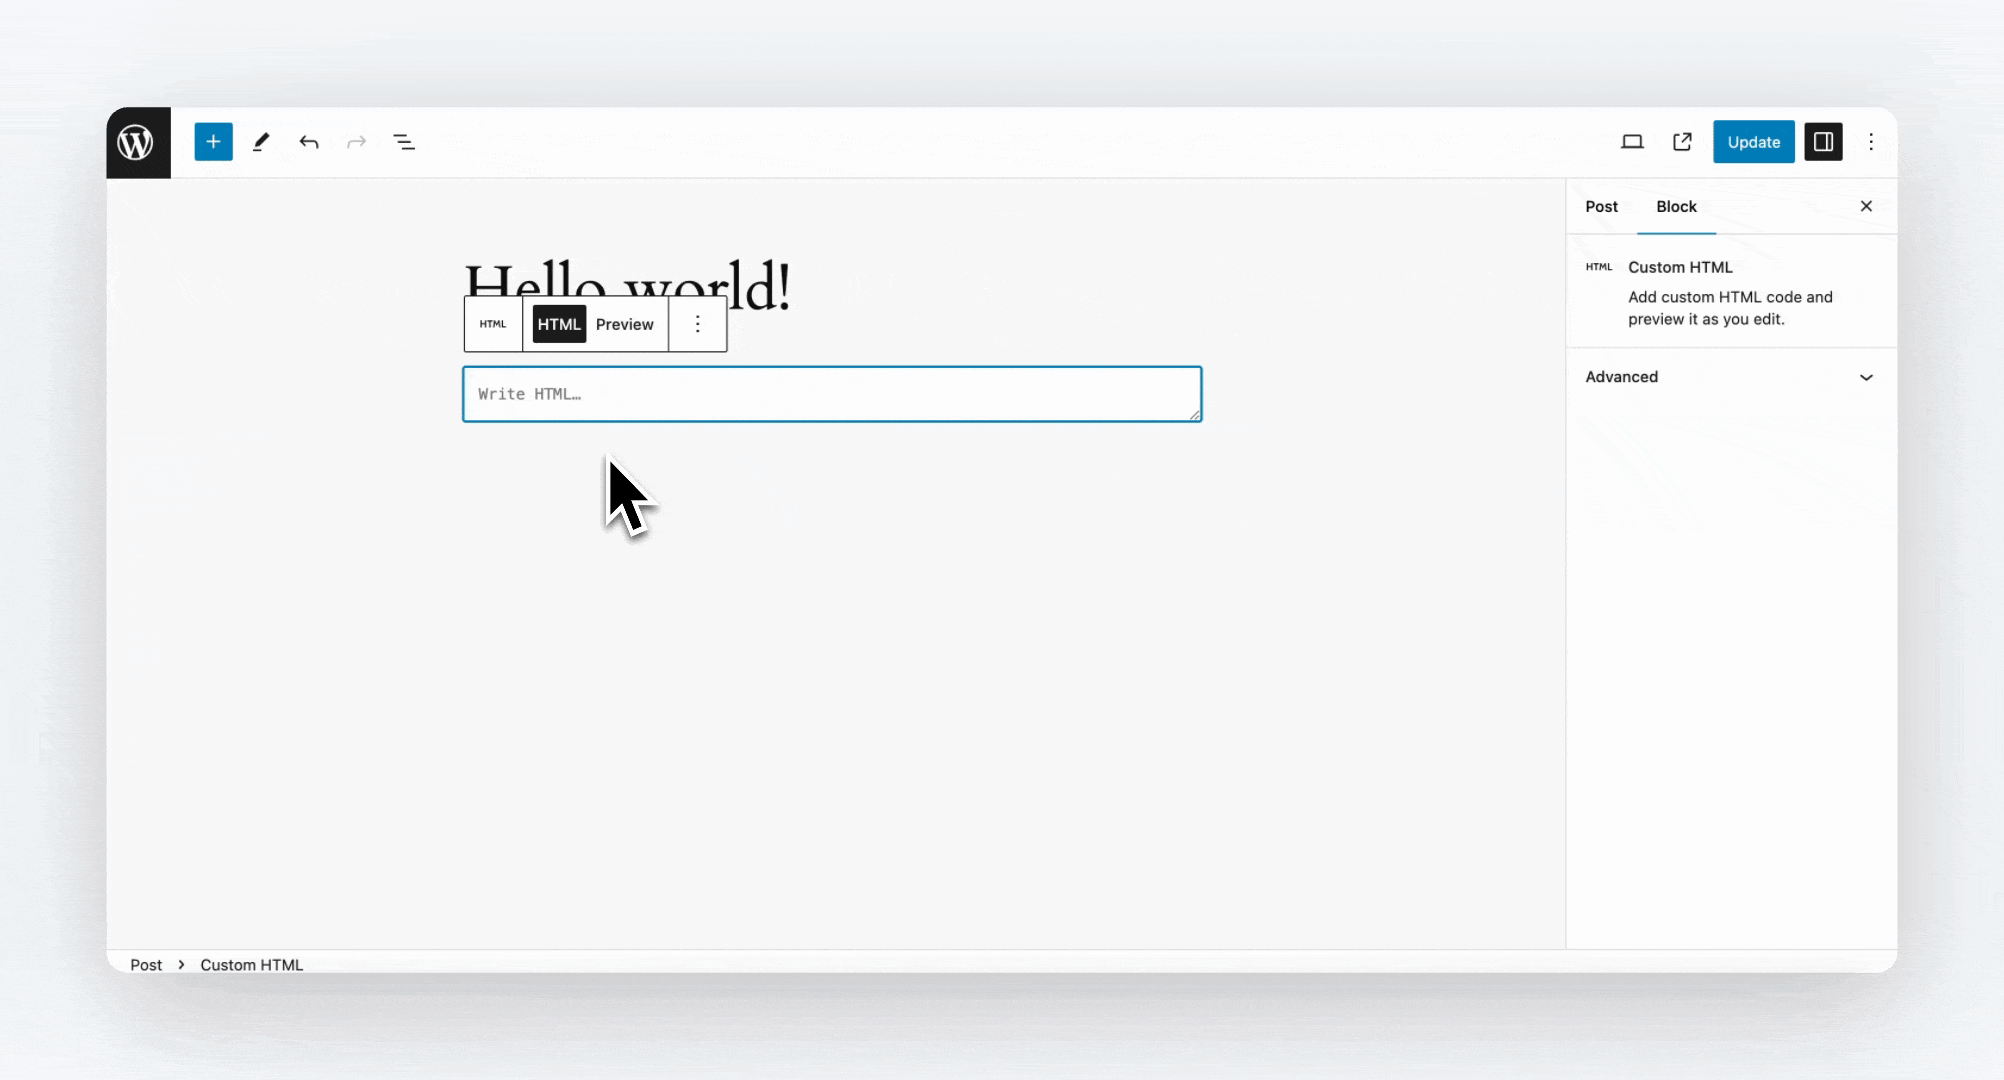 Update
Post
Block
Hello world!
HTML
HTML
Preview
Write HTML…
HTML
Custom HTML
Add custom HTML code and
preview it as you edit.
Advanced
Post
Custom HTML